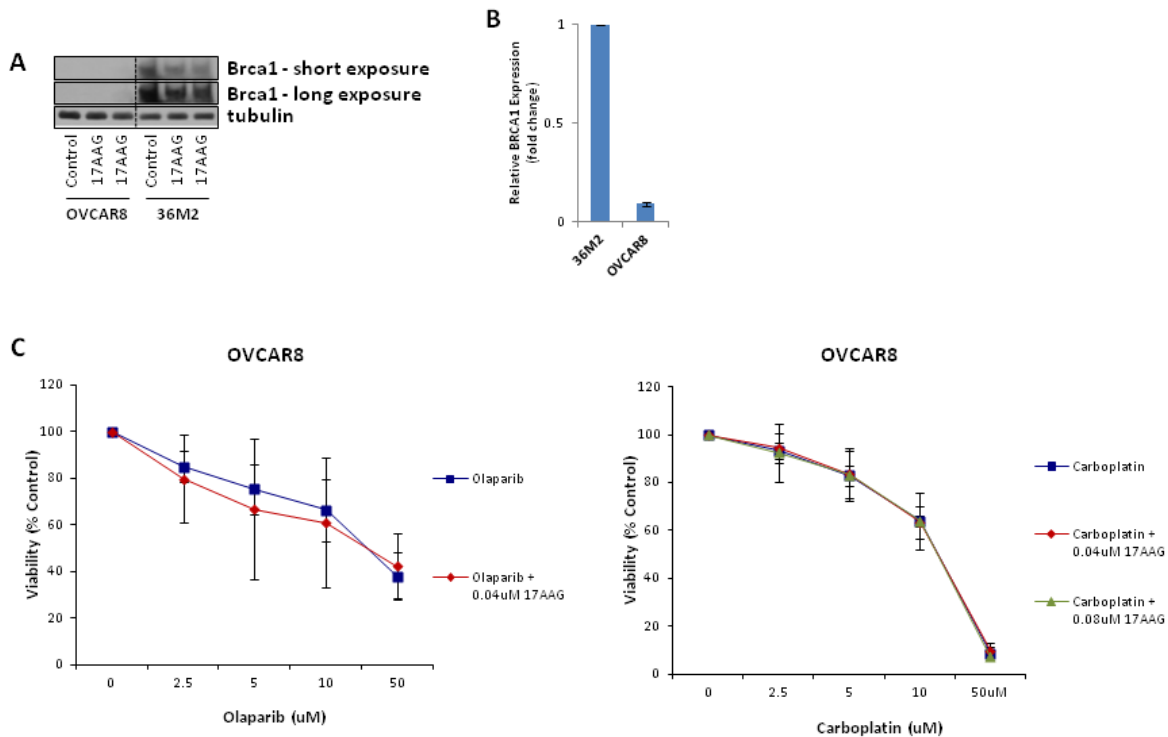 A
Brca1 - short exposure
Brca1 - long exposure
tubulin
Control
17AAG
17AAG
Control
17AAG
17AAG
OVCAR8
36M2
B
Relative BRCA1 Expression
(fold change)
1
0.5
0
36M2
OVCAR8
C
OVCAR8
Viability (% Control)
120
100
80
60
40
20
0
0 2.5 5 10 50
Olaparib (uM)
Olaparib
Olaparib +
0.04uM 17AAG
OVCAR8
Viability (% Control)
120
100
80
60
40
20
0
0 2.5 5 10 50uM
Carboplatin (uM)
Carboplatin
Carboplatin +
0.04uM 17AAG
Carboplatin +
0.08uM 17AAG